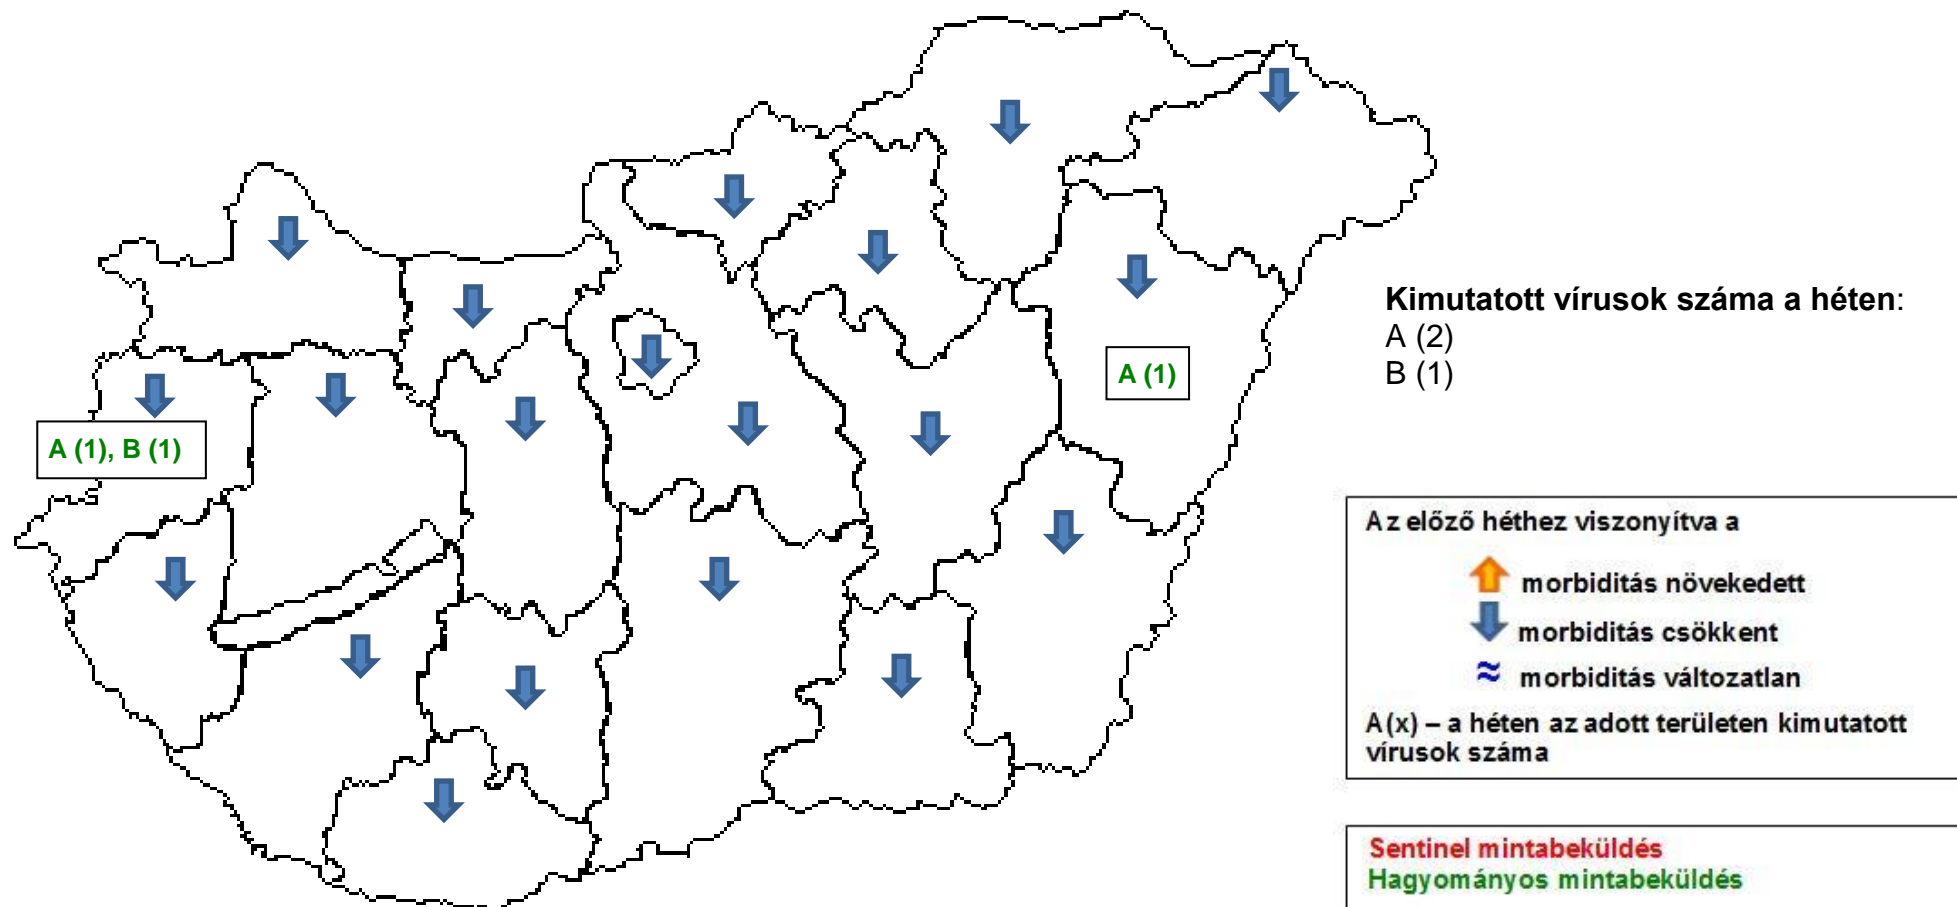 A (1), B (1)
A (1)
Kimutatott vírusok száma a héten:
A (2)
B (1)
Az előző héthez viszonyítva a
morbiditás növekedett
morbiditás csökkent
≈ morbiditás változatlan
A(x) – a héten az adott területen kimutatott
vírusok száma
Sentinel mintabeküldés
Hagyományos mintabeküldés